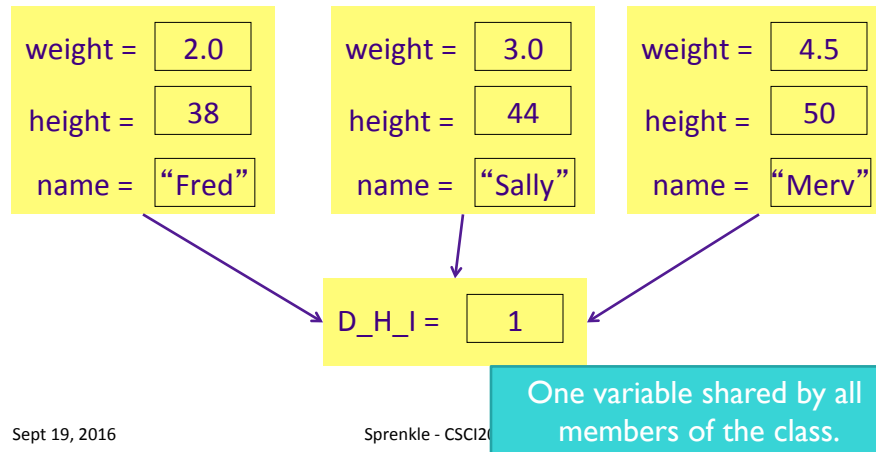 weight = 2.0
height = 38
name = “Fred”
weight = 3.0
height = 44
name = “Sally”
weight = 4.5
height = 50
name = “Merv”
D_H_I = 1
One variable shared by all
members of the class.
Sept 19, 2016
Sprenkle -